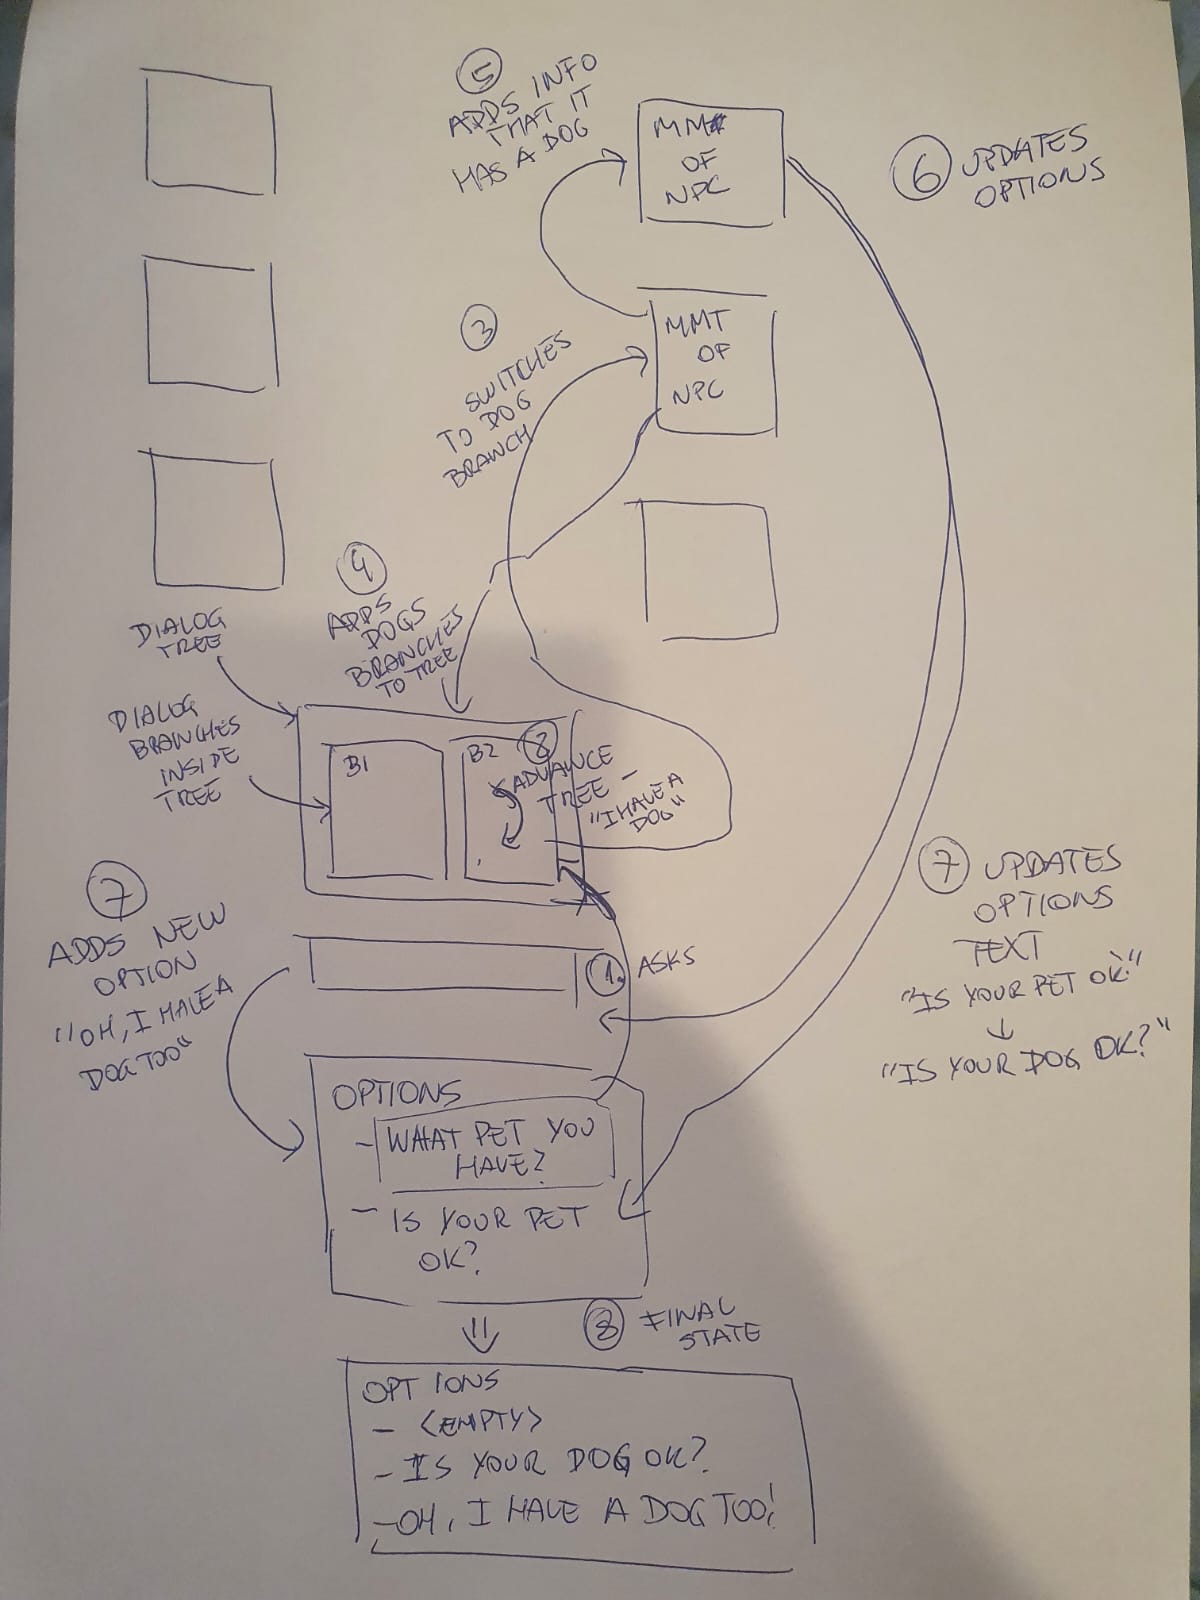 5
ADDS INFO
THAT IT
HAS A DOG
OF
NPC
6 UPDATES
OPTIONS
3
SWITCHES
TO DOG
BRANCH
MMT
OF
NPC
4
ADDS
DOGS
BRANCHES
TO TREE
DIALOG
TREE
DIALOG
BRANCHES
INSIDE
TREE
B1
B2
2
ADVANCE
TREE -
"I HAVE A
DOG"
7
ADDS NEW
OPTION
"OH, I HAVE A
DOG TOO"
1. ASKS
7 UPDATES
OPTIONS
TEXT
"IS YOUR PET OK?"
"IS YOUR DOG OK?"
OPTIONS
- WHAT PET YOU
HAVE?
- IS YOUR PET
OK?
8 FINAL
STATE
OPTIONS
- <EMPTY>
- IS YOUR DOG OK?
- OH, I HAVE A DOG TOO!